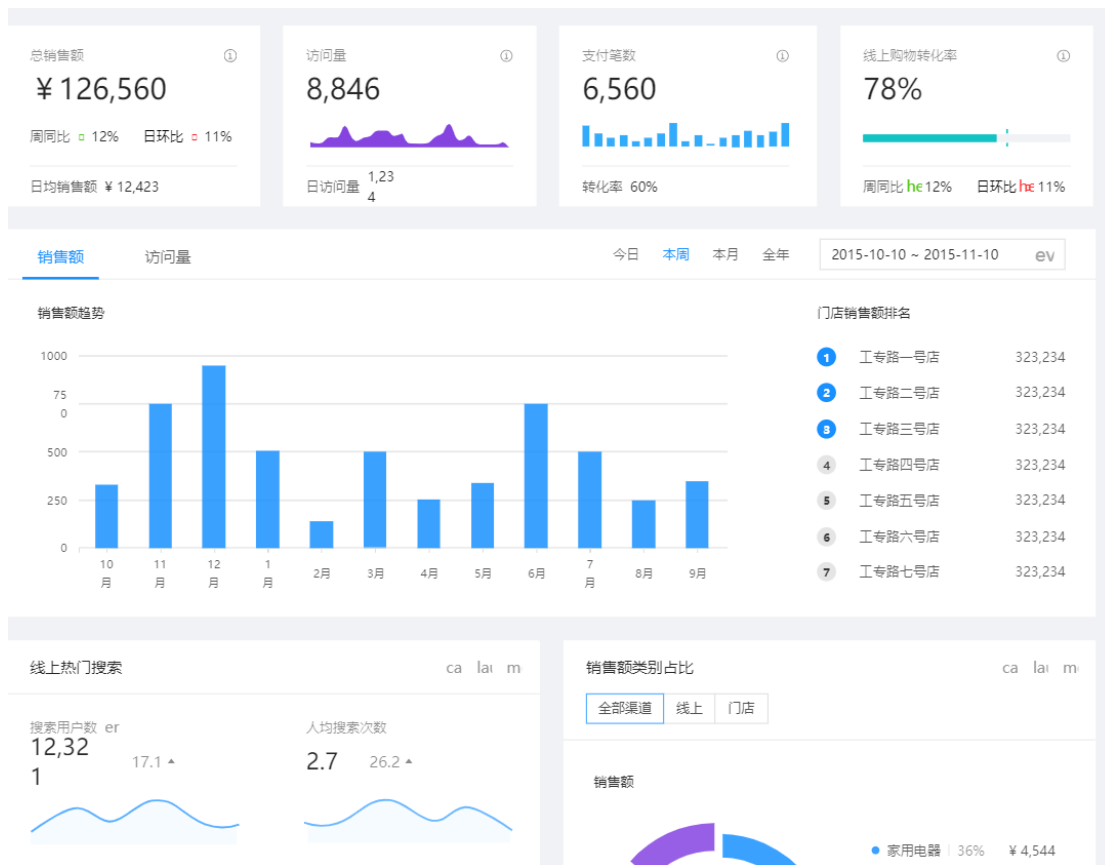 总销售额
¥ 126,560
周同比 12% 日环比 11%
日均销售额 ¥ 12,423
访问量
8,846
日访问量 1,23
4
支付笔数
6,560
转化率 60%
线上购物转化率
78%
周同比 he 12% 日环比 he 11%
销售额 访问量 今日 本周 本月 全年 2015-10-10 ~ 2015-11-10 ev
销售额趋势
1000
75
0
500
250
0
10
月
11
月
12
月
1
月
2月
3月
4月
5月
6月
7
月
8月
9月
门店销售额排名
1 工专路一号店 323,234
2 工专路二号店 323,234
3 工专路三号店 323,234
4 工专路四号店 323,234
5 工专路五号店 323,234
6 工专路六号店 323,234
7 工专路七号店 323,234
线上热门搜索 ca
搜索用户数 er
12,32
1
17.1
人均搜索次数
2.7 26.2
销售额类别占比 ca
全部渠道 线上 门店
销售额
家用电器 | 36% ¥ 4,544